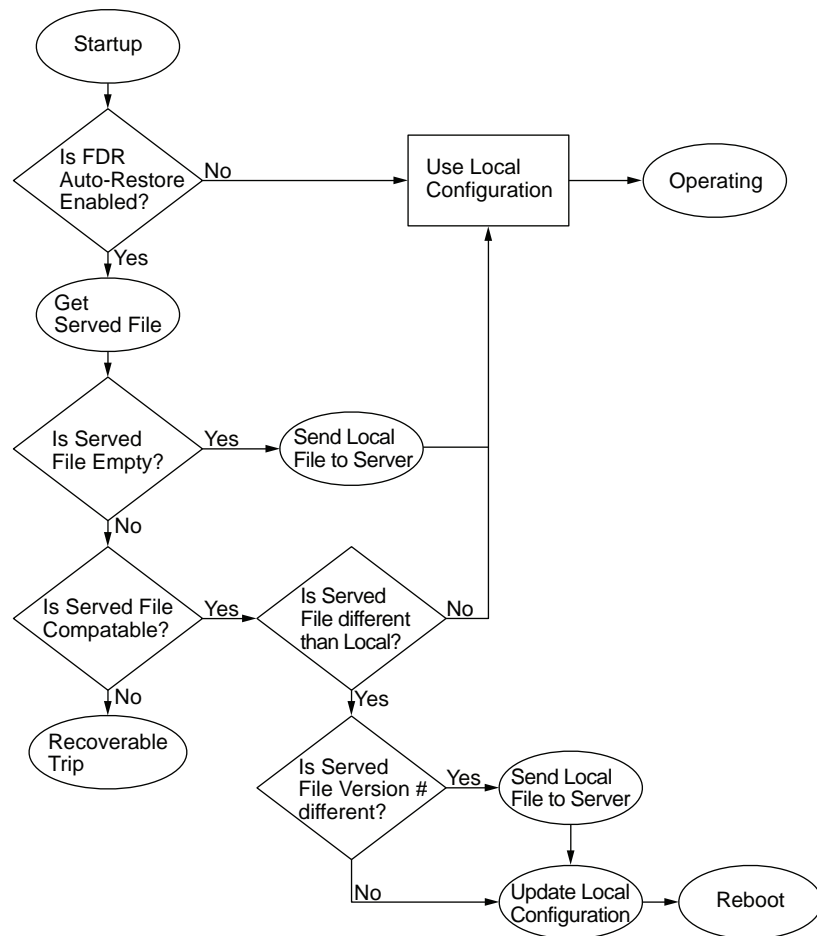 Startup
Is FDR
Auto-Restore
Enabled?
No
Use Local
Configuration
Operating
Yes
Get
Served File
Is Served
File Empty?
Yes
Send Local
File to Server
No
Is Served File
Compatable?
Yes
Is Served
File different
than Local?
No
No
Yes
Recoverable
Trip
Is Served
File Version #
different?
Yes
Send Local
File to Server
No
Update Local
Configuration
Reboot